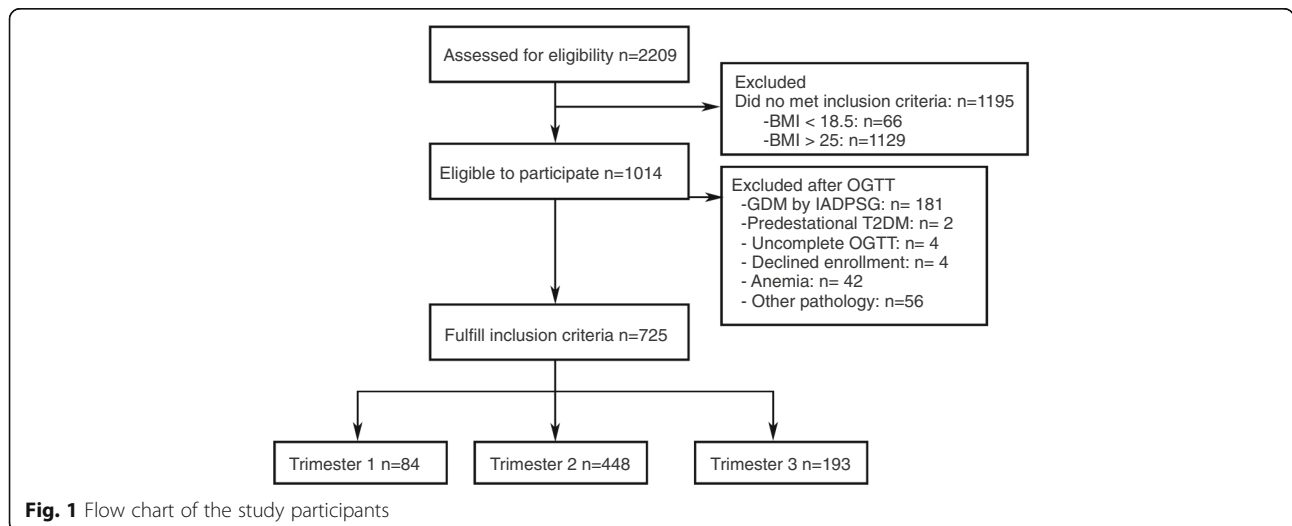 Assessed for eligibility n=2209
Excluded
Did no met inclusion criteria: n=1195
-BMI < 18.5: n=66
-BMI > 25: n=1129
Eligible to participate n=1014
Excluded after OGTT
-GDM by IADPSG: n= 181
-Predestational T2DM: n= 2
- Uncomplete OGTT: n= 4
- Declined enrollment: n= 4
- Anemia: n= 42
- Other pathology: n=56
Fulfill inclusion criteria n=725
Trimester 1 n=84
Trimester 2 n=448
Trimester 3 n=193
Fig. 1 Flow chart of the study participants